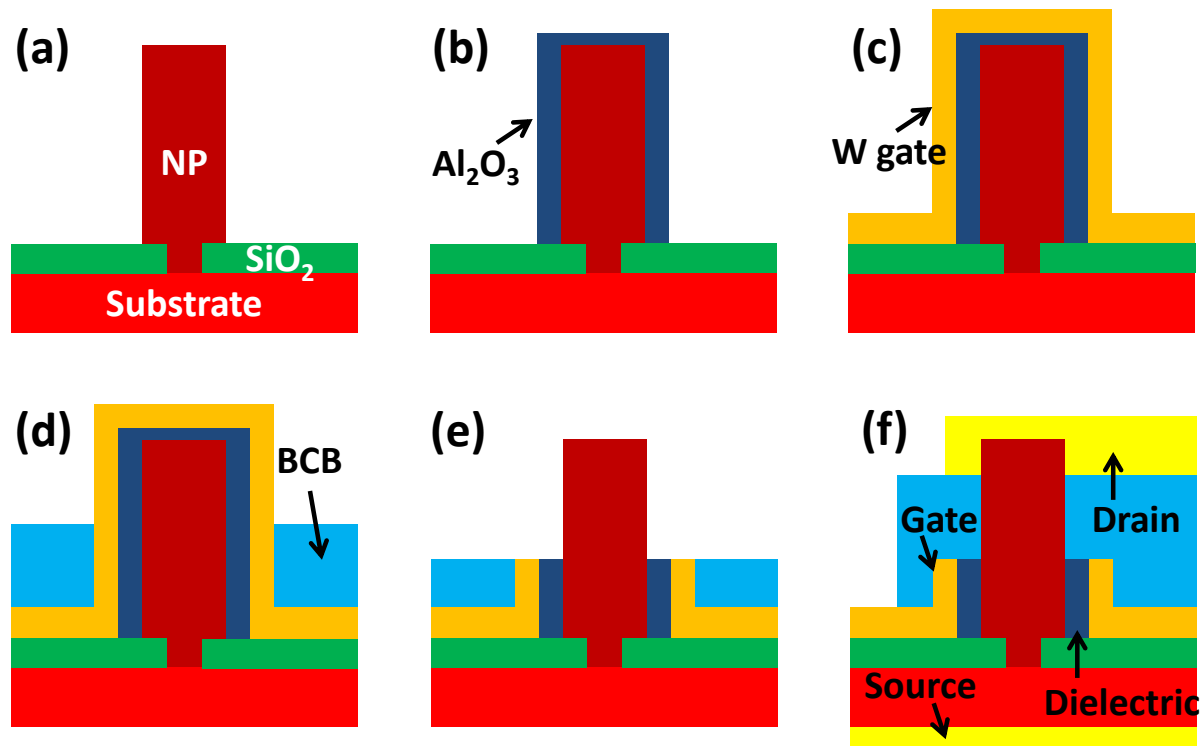 (a)
NP
SiO₂
Substrate
(b)
Al₂O₃
(c)
W gate
(d)
BCB
(e)
(f)
Gate
Drain
Source
Dielectric